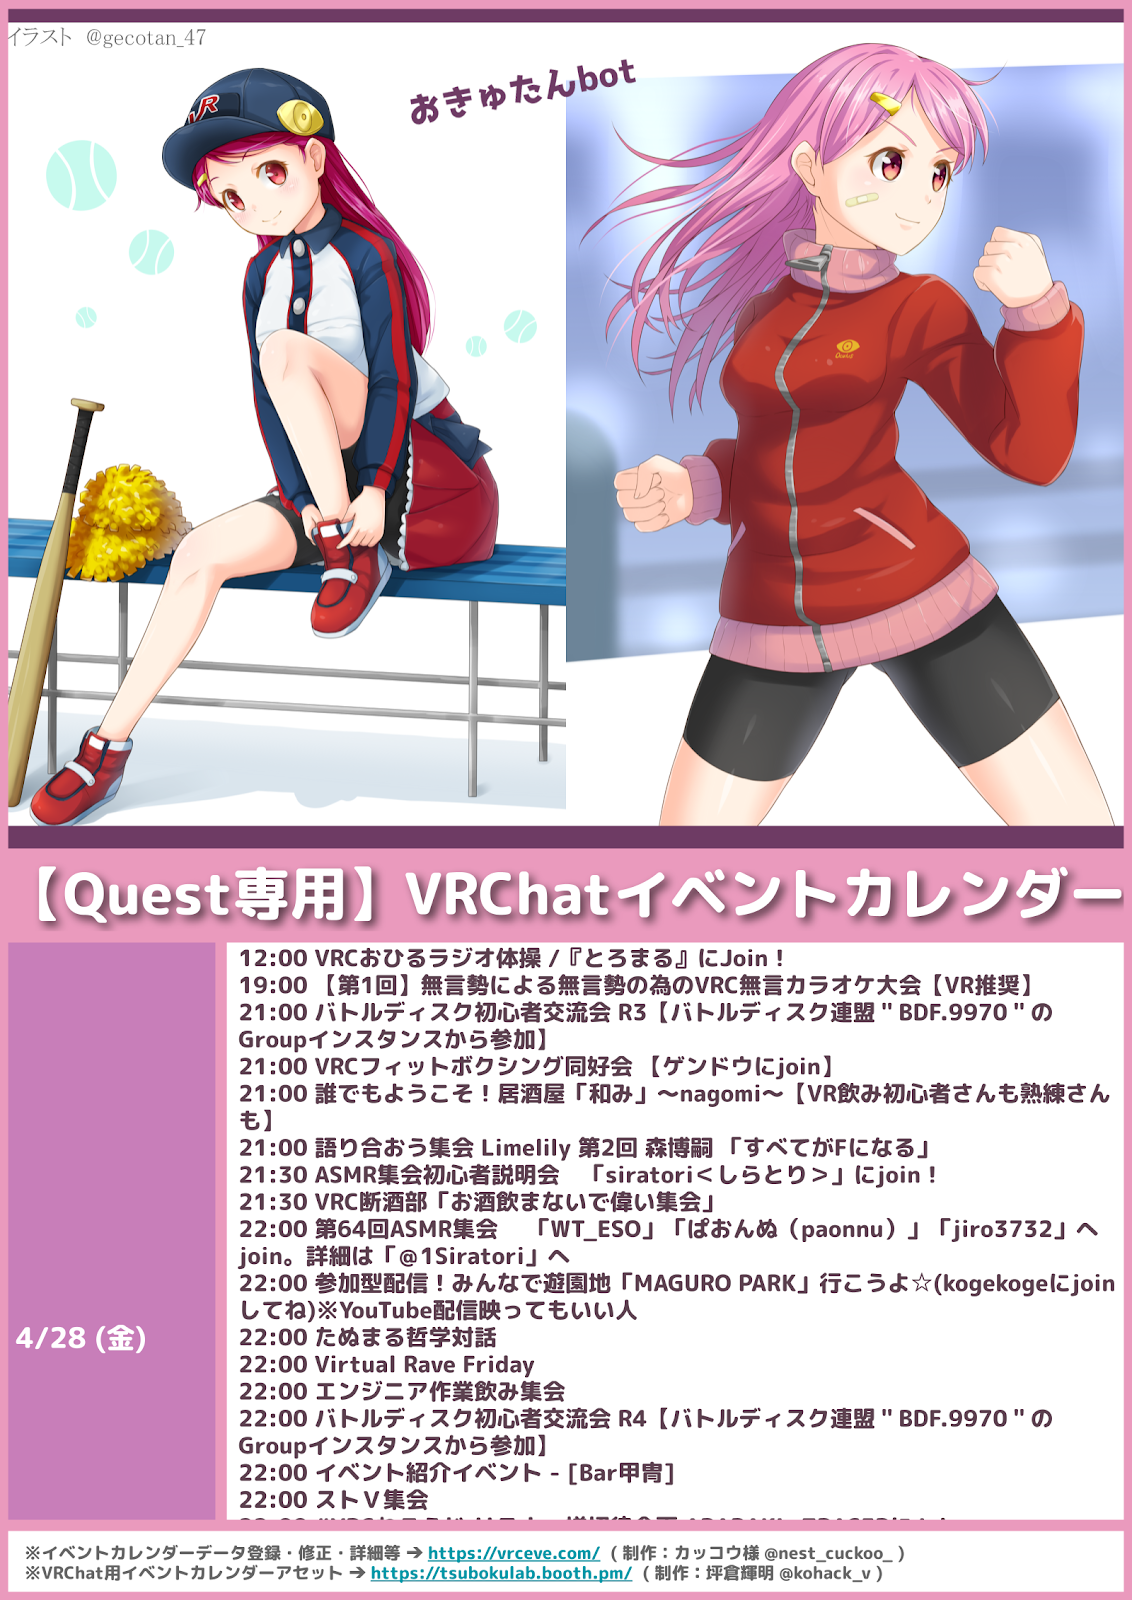 イラスト @gecotan_47
おきゅたんbot
VR
Quest
【Quest専用】VRChatイベントカレンダー
4/28 (金)
12:00 VRCおひるラジオ体操 /『とろまる』にJoin！
19:00 【第1回】無言勢による無言勢の為のVRC無言カラオケ大会【VR推奨】
21:00 バトルディスク初心者交流会 R3【バトルディスク連盟 " BDF.9970 " の
Groupインスタンスから参加】
21:00 VRCフィットボクシング同好会 【ゲンドウにjoin】
21:00 誰でもようこそ！居酒屋「和み」～nagomi～【VR飲み初心者さんも熟練さん
も】
21:00 語り合おう集会 Limelily 第2回 森博嗣 「すべてがFになる」
21:30 ASMR集会初心者説明会　「siratori＜しらとり＞」にjoin！
21:30 VRC断酒部「お酒飲まないで偉い集会」
22:00 第64回ASMR集会　「WT_ESO」「ぱおんぬ（paonnu）」「jiro3732」へ
join。詳細は「@1Siratori」へ
22:00 参加型配信！みんなで遊園地「MAGURO PARK」行こうよ☆(kogekogeにjoin
してね)※YouTube配信映ってもいい人
22:00 たぬまる哲学対話
22:00 Virtual Rave Friday
22:00 エンジニア作業飲み集会
22:00 バトルディスク初心者交流会 R4【バトルディスク連盟 " BDF.9970 " の
Groupインスタンスから参加】
22:00 イベント紹介イベント - [Bar甲冑]
22:00 ストＶ集会
※イベントカレンダーデータ登録・修正・詳細等 ➔ https://vrceve.com/ ( 制作：カッコウ様 @nest_cuckoo_ )
※VRChat用イベントカレンダーアセット ➔ https://tsubokulab.booth.pm/ ( 制作：坪倉輝明 @kohack_v )